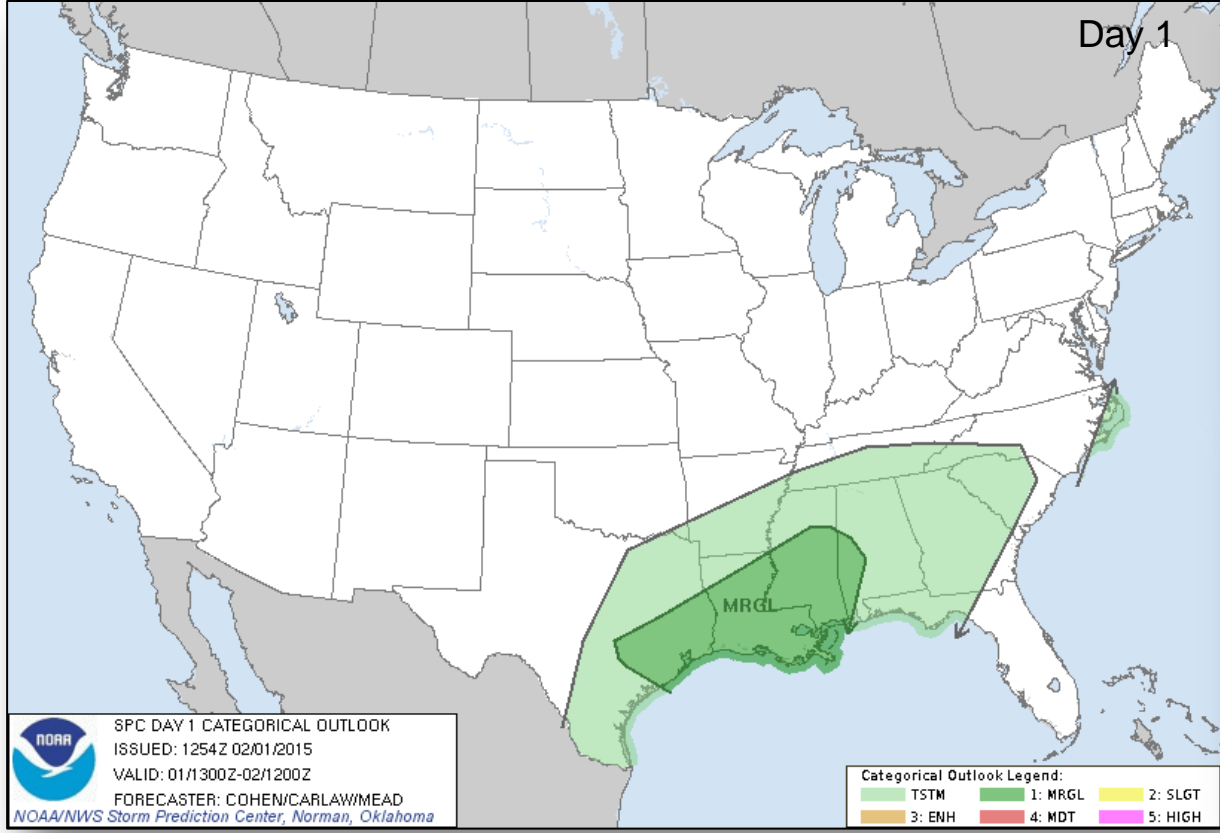 Day 1
MRGL
NOAA
SPC DAY 1 CATEGORICAL OUTLOOK
ISSUED: 1254Z 02/01/2015
VALID: 01/1300Z-02/1200Z
FORECASTER: COHEN/CARLAW/MEAD
NOAA/NWS Storm Prediction Center, Norman, Oklahoma
Categorical Outlook Legend:
TSTM 1: MRGL 2: SLGT
3: ENH 4: MDT 5: HIGH